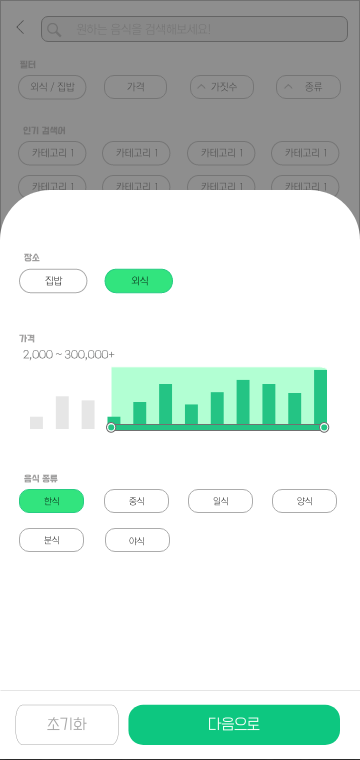 원하는 음식을 검색해보세요!
필터
외식 / 집밥 가격 가짓수 종류
인기 검색어
카테고리 1 카테고리 1 카테고리 1 카테고리 1
카테고리 1 카테고리 1 카테고리 1 카테고리 1
장소
집밥 외식
가격
2,000 ~ 300,000+
음식 종류
한식 중식 일식 양식
분식 야식
초기화 다음으로